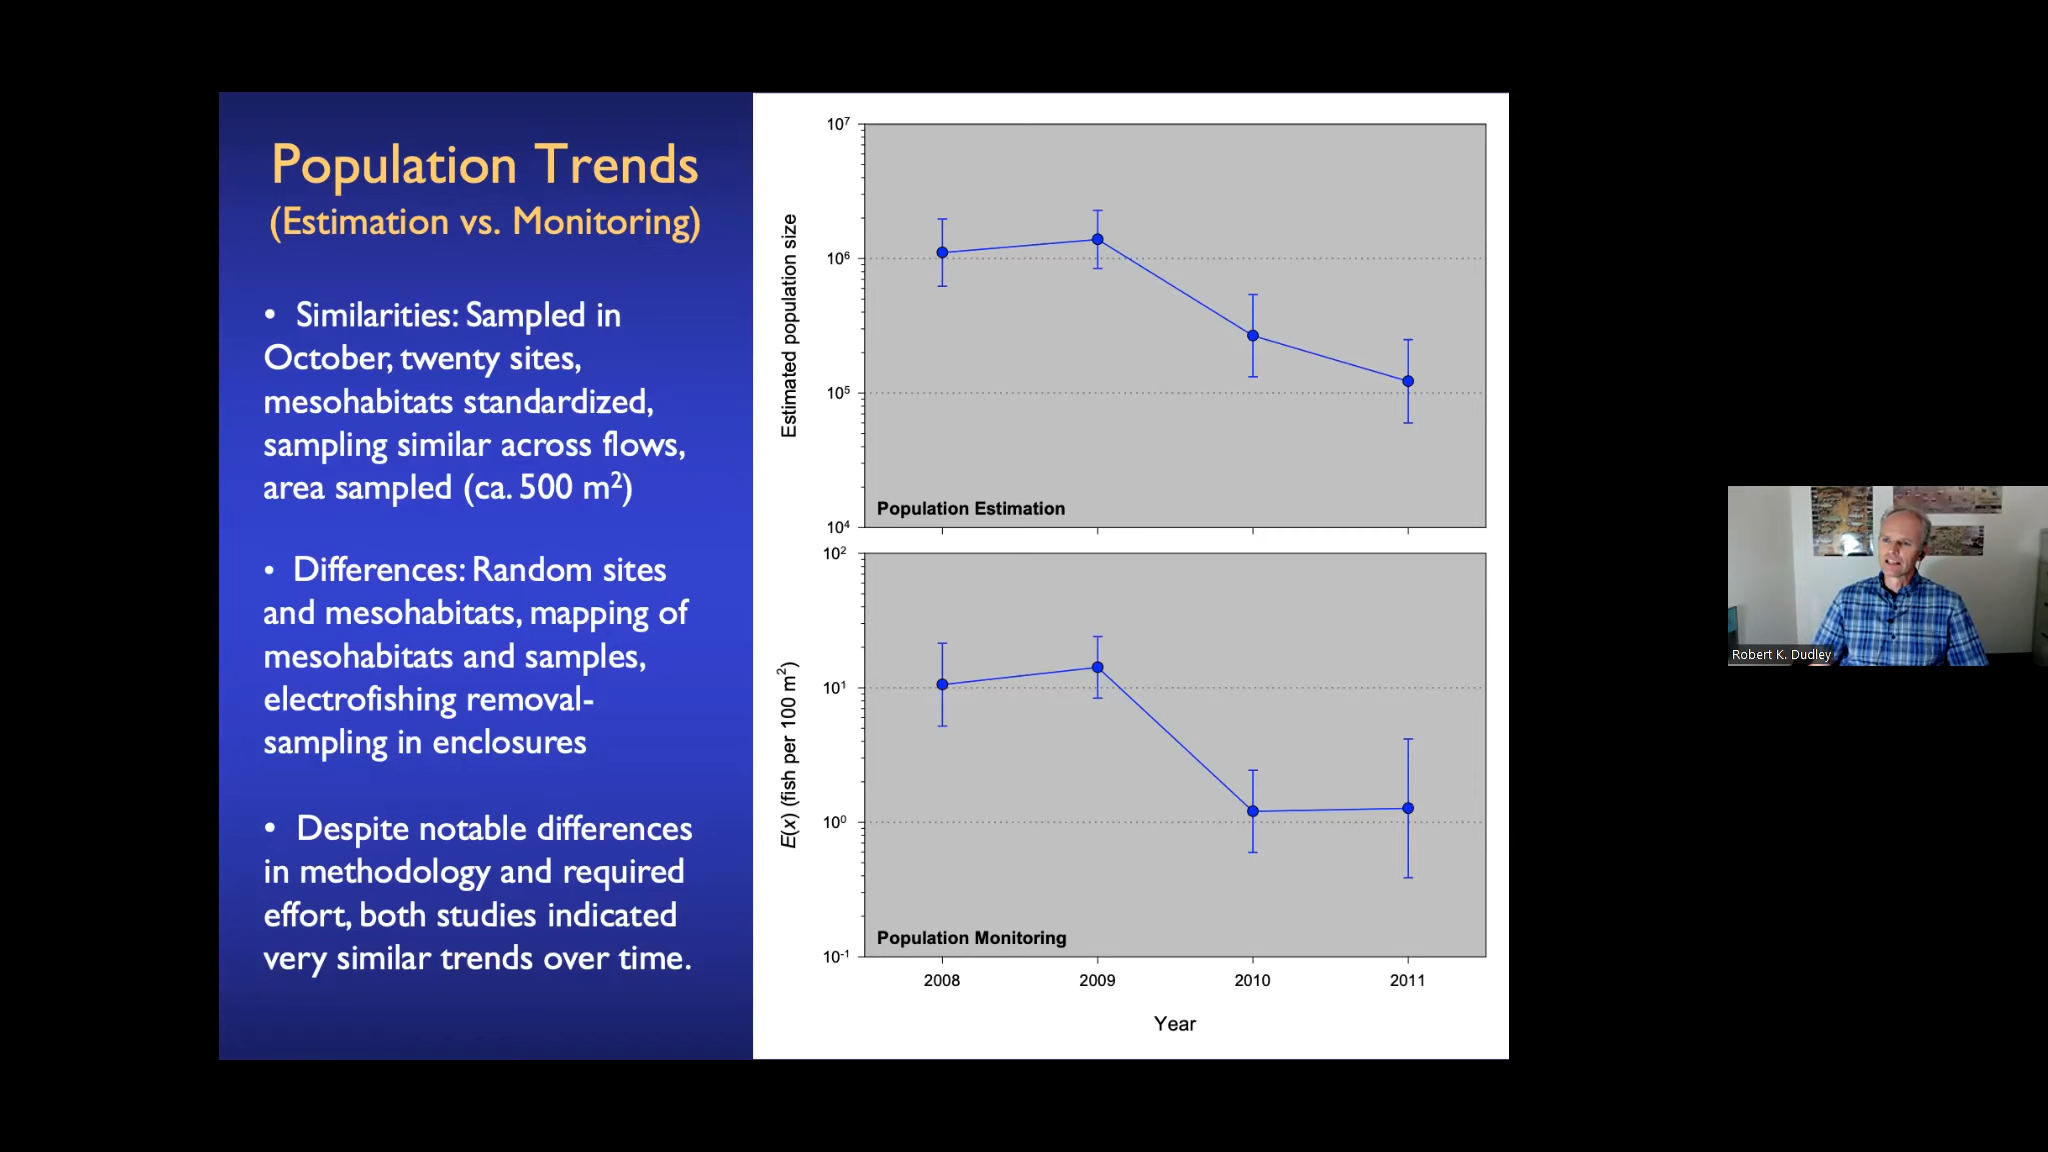 Population Trends
(Estimation vs. Monitoring)
• Similarities: Sampled in
October, twenty sites,
mesohabitats standardized,
sampling similar across flows,
area sampled (ca. 500 m²)
• Differences: Random sites
and mesohabitats, mapping of
mesohabitats and samples,
electrofishing removal-
sampling in enclosures
• Despite notable differences
in methodology and required
effort, both studies indicated
very similar trends over time.
Estimated population size
10⁷
10⁶
10⁵
10⁴
Population Estimation
E(x) (fish per 100 m²)
10²
10¹
10⁰
10⁻¹
Population Monitoring
2008 2009 2010 2011
Year
Robert K. Dudley